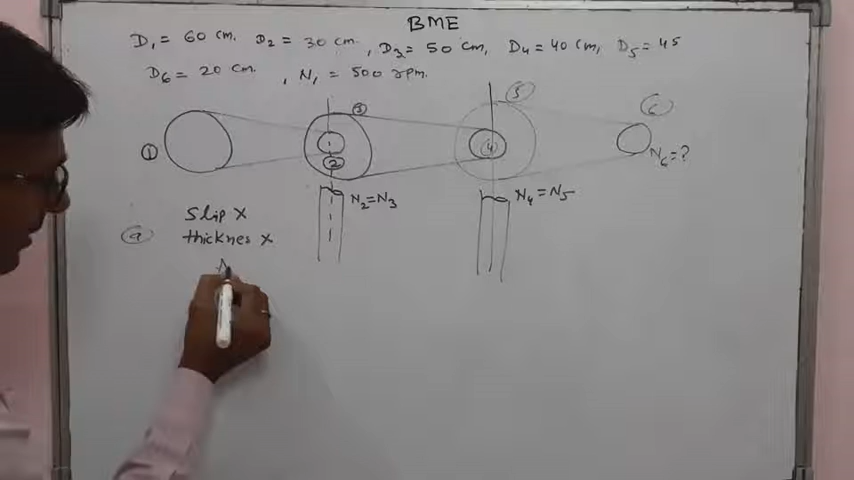 BME
D1 = 60 cm. D2 = 30 cm, D3 = 50 cm, D4 = 40 cm, D5 = 45
D6 = 20 cm. , N1 = 500 rpm.
1
2
3
4
5
6
N6 = ?
N2 = N3
N4 = N5
a
Slip x
thicknes x